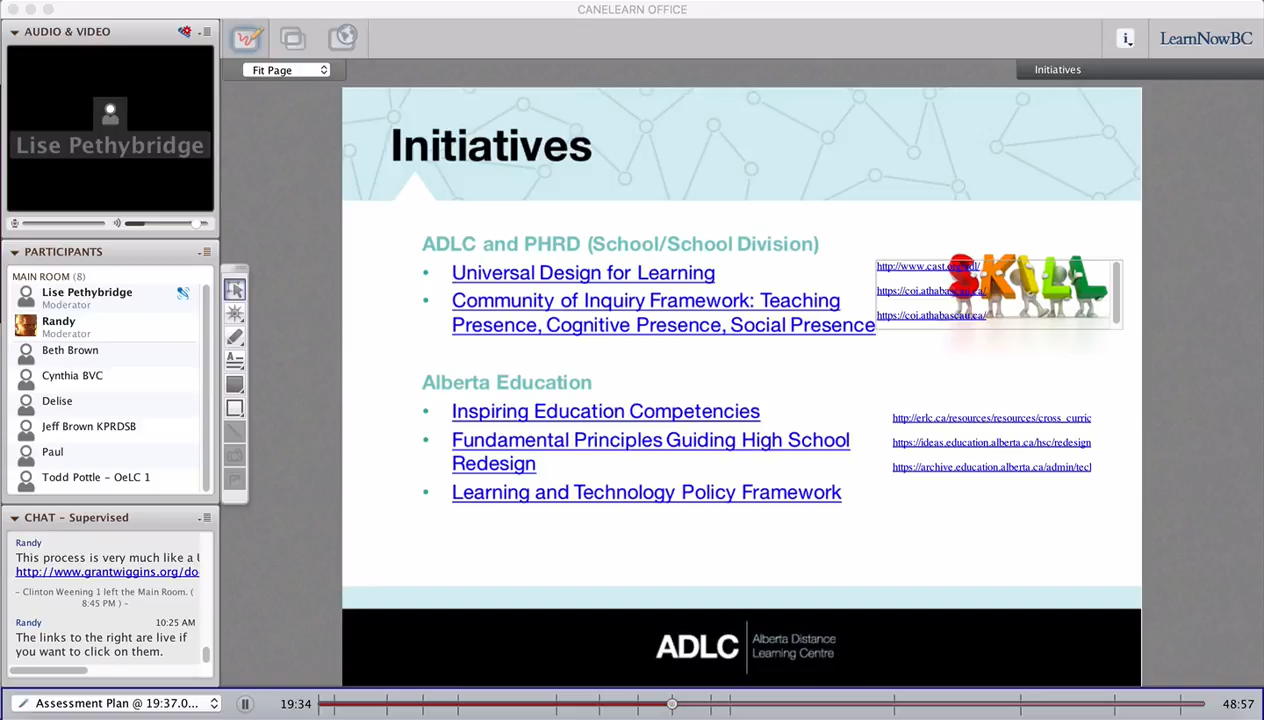 CANELEARN OFFICE
AUDIO & VIDEO
LearnNowBC
Fit Page
Initiatives
Lise Pethybridge
Initiatives
ADLC and PHRD (School/School Division)
• Universal Design for Learning
• Community of Inquiry Framework: Teaching
Presence, Cognitive Presence, Social Presence
SKILL
https://coi.athabascau.ca/
https://coi.athabascau.ca/
Alberta Education
• Inspiring Education Competencies
• Fundamental Principles Guiding High School
Redesign
• Learning and Technology Policy Framework
http://erlc.ca/resources/resources/cross_curric
https://ideas.education.alberta.ca/hsc/redesign
https://archive.education.alberta.ca/admin/tecl
ADLC
Alberta Distance
Learning Centre
PARTICIPANTS
MAIN ROOM (8)
Lise Pethybridge
Moderator
Randy
Moderator
Beth Brown
Cynthia BVC
Delise
Jeff Brown KPRDSB
Paul
Todd Pottle - OeLC 1
CHAT - Supervised
Randy
This process is very much like a
http://www.grantwiggins.org/do
- Clinton Weening 1 left the Main Room. (
8:45 PM ) -
Randy 10:25 AM
The links to the right are live if
you want to click on them.
Assessment Plan @ 19:37.0...
19:34
48:57